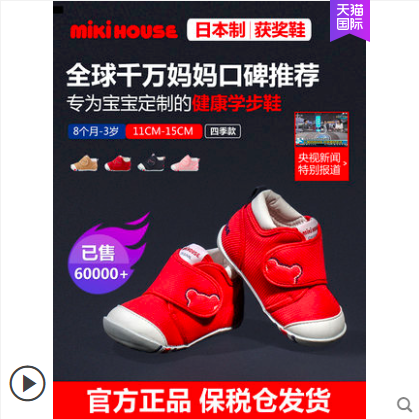 MIKIHOUSE 日本制 | 获奖鞋
天猫
国际
全球千万妈妈口碑推荐
专为宝宝定制的健康学步鞋
8个月-3岁 11CM-15CM 四季款
央视新闻
特别报道
已售
60000+
官方正品 保税仓发货